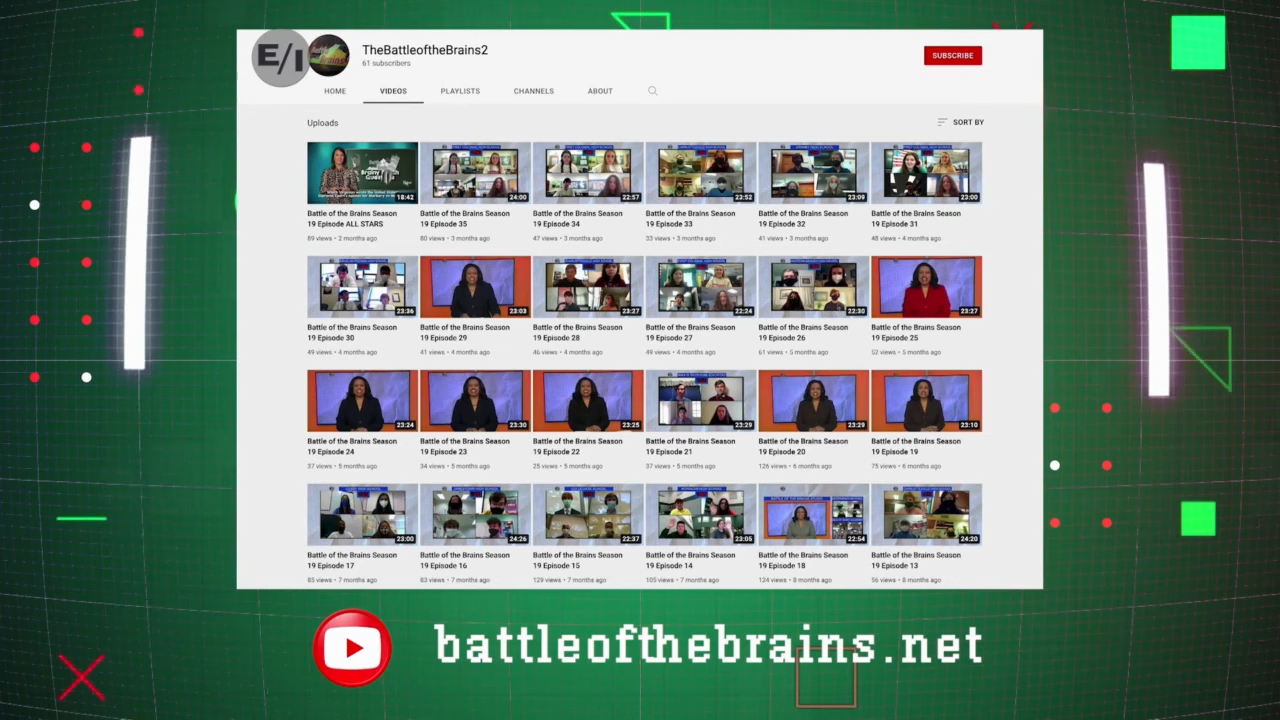 E/I
TheBattleoftheBrains2
61 subscribers
SUBSCRIBE
HOME VIDEOS PLAYLISTS CHANNELS ABOUT
Uploads
SORT BY
18:42 24:00 22:57 23:52 23:09 23:00
Battle of the Brains Season Battle of the Brains Season Battle of the Brains Season Battle of the Brains Season Battle of the Brains Season Battle of the Brains Season
19 Episode ALL STARS 19 Episode 35 19 Episode 34 19 Episode 33 19 Episode 32 19 Episode 31
89 views • 2 months ago 80 views • 3 months ago 47 views • 3 months ago 33 views • 3 months ago 41 views • 3 months ago 48 views • 4 months ago
23:36 23:03 23:27 22:24 22:30 23:27
Battle of the Brains Season Battle of the Brains Season Battle of the Brains Season Battle of the Brains Season Battle of the Brains Season Battle of the Brains Season
19 Episode 30 19 Episode 29 19 Episode 28 19 Episode 27 19 Episode 26 19 Episode 25
49 views • 4 months ago 41 views • 4 months ago 46 views • 4 months ago 49 views • 4 months ago 61 views • 5 months ago 52 views • 5 months ago
23:24 23:30 23:25 23:29 23:29 23:10
Battle of the Brains Season Battle of the Brains Season Battle of the Brains Season Battle of the Brains Season Battle of the Brains Season Battle of the Brains Season
19 Episode 24 19 Episode 23 19 Episode 22 19 Episode 21 19 Episode 20 19 Episode 19
37 views • 5 months ago 34 views • 5 months ago 25 views • 5 months ago 37 views • 5 months ago 126 views • 6 months ago 75 views • 6 months ago
23:00 24:26 22:37 23:05 22:54 24:20
Battle of the Brains Season Battle of the Brains Season Battle of the Brains Season Battle of the Brains Season Battle of the Brains Season Battle of the Brains Season
19 Episode 17 19 Episode 16 19 Episode 15 19 Episode 14 19 Episode 18 19 Episode 13
85 views • 7 months ago 83 views • 7 months ago 129 views • 7 months ago 105 views • 7 months ago 124 views • 8 months ago 56 views • 8 months ago
battleofthebrains.net